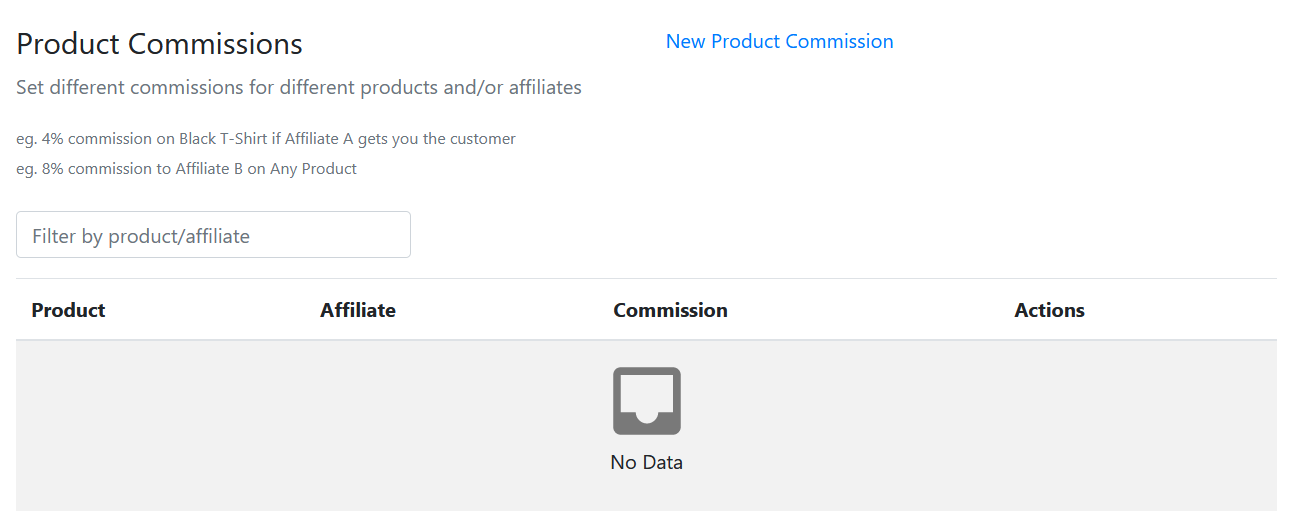 Product Commissions
New Product Commission
Set different commissions for different products and/or affiliates
eg. 4% commission on Black T-Shirt if Affiliate A gets you the customer
eg. 8% commission to Affiliate B on Any Product
Filter by product/affiliate
Product Affiliate Commission Actions
No Data